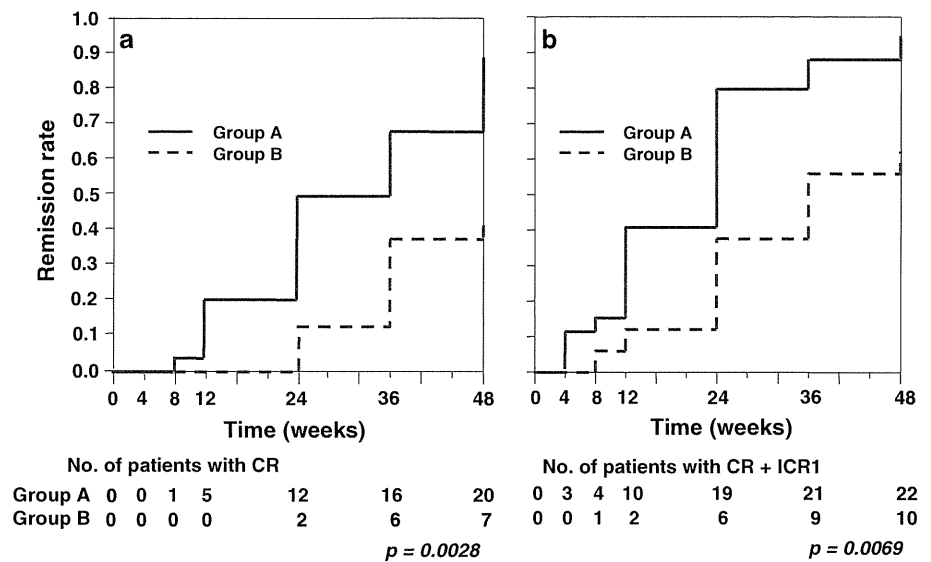 a
1.0
0.9
0.8
0.7
0.6
0.5
0.4
0.3
0.2
0.1
0.0
Remission rate
Group A
Group B
0 4 8 12 24 36 48
Time (weeks)
No. of patients with CR
Group A 0 0 1 5 12 16 20
Group B 0 0 0 0 2 6 7
p = 0.0028
b
Group A
Group B
0 4 8 12 24 36 48
Time (weeks)
No. of patients with CR + ICR1
0 3 4 10 19 21 22
0 0 1 2 6 9 10
p = 0.0069